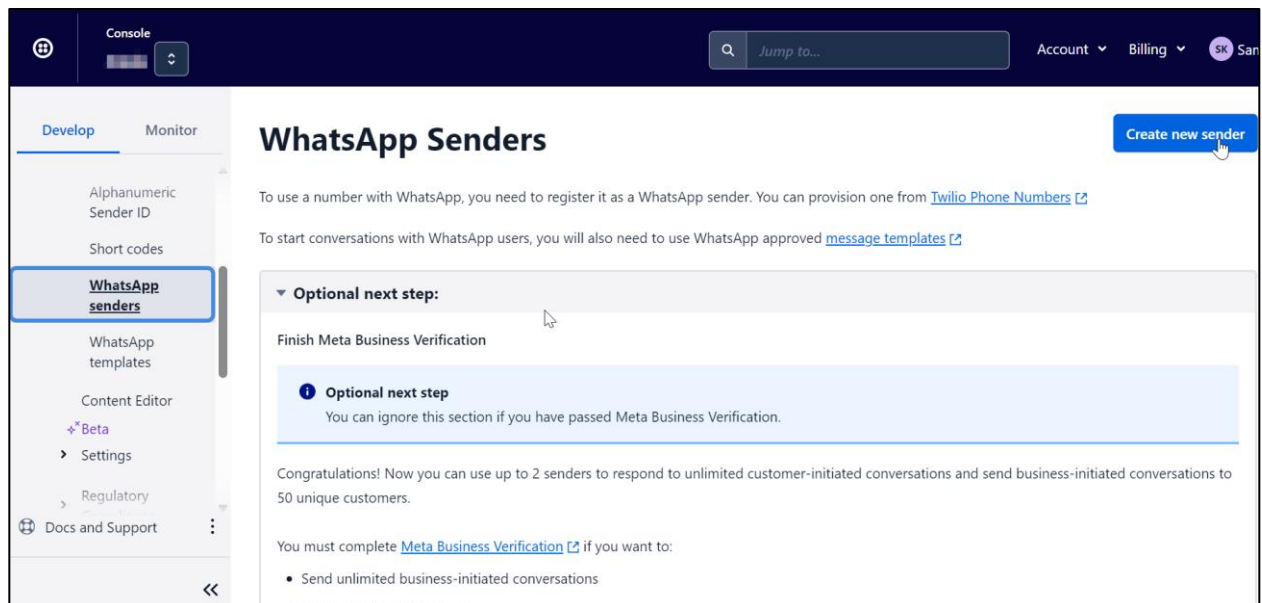 Console
Jump to...
Account
Billing
SK
San
Develop
Monitor
Alphanumeric
Sender ID
Short codes
WhatsApp
senders
WhatsApp
templates
Content Editor
Beta
Settings
Regulatory
Docs and Support
WhatsApp Senders
Create new sender
To use a number with WhatsApp, you need to register it as a WhatsApp sender. You can provision one from Twilio Phone Numbers
To start conversations with WhatsApp users, you will also need to use WhatsApp approved message templates
Optional next step:
Finish Meta Business Verification
Optional next step
You can ignore this section if you have passed Meta Business Verification.
Congratulations! Now you can use up to 2 senders to respond to unlimited customer-initiated conversations and send business-initiated conversations to
50 unique customers.
You must complete Meta Business Verification if you want to:
• Send unlimited business-initiated conversations